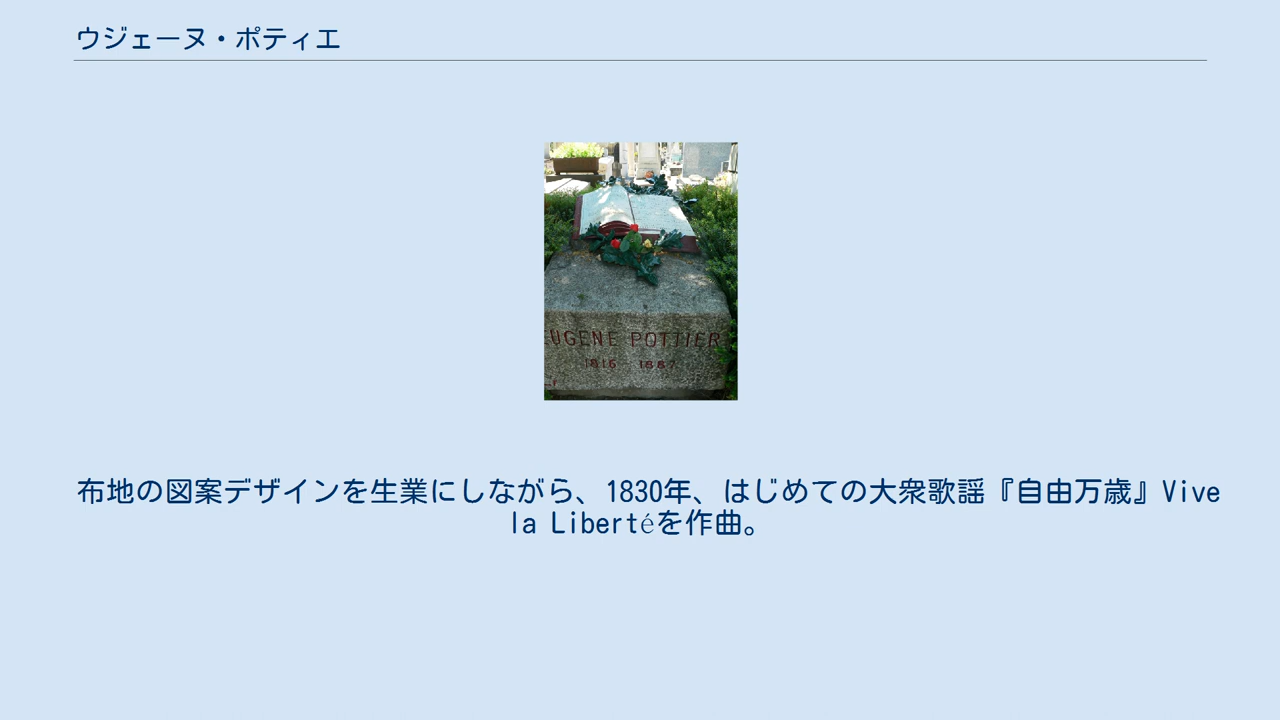 ウジェーヌ・ポティエ
EUGENE POTTIER
1816 1887
布地の図案デザインを生業にしながら、1830年、はじめての大衆歌謡『自由万歳』Vive
la Libertéを作曲。